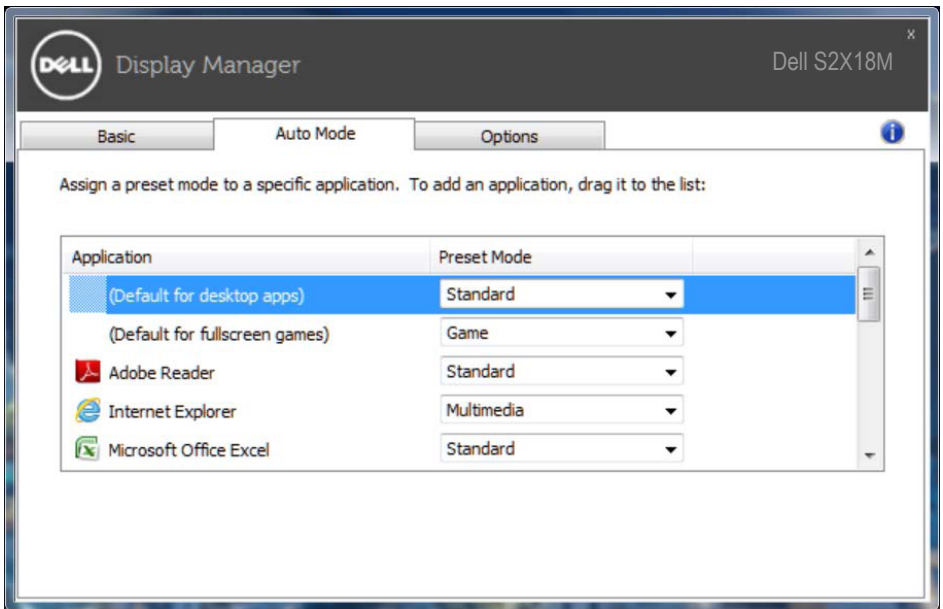 x
DELL Display Manager Dell S2X18M
Basic Auto Mode Options i
Assign a preset mode to a specific application. To add an application, drag it to the list:
Application Preset Mode
(Default for desktop apps) Standard
(Default for fullscreen games) Game
Adobe Reader Standard
Internet Explorer Multimedia
Microsoft Office Excel Standard